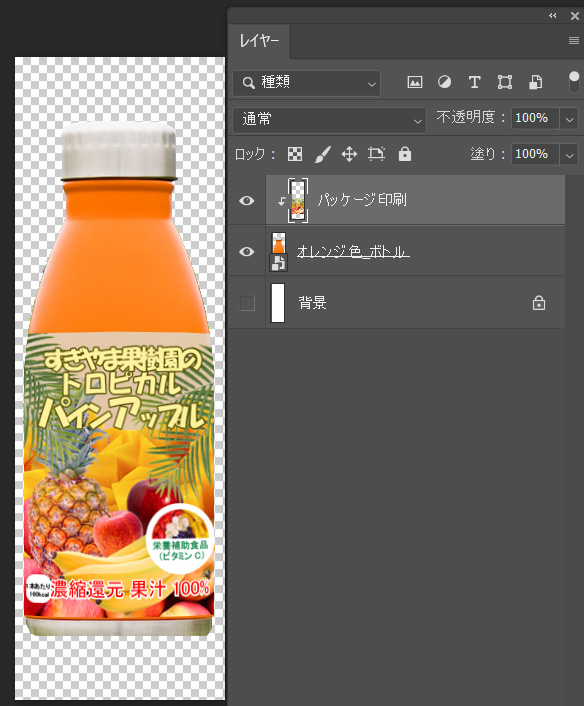 レイヤー
種類
通常
不透明度：
100%
ロック：
塗り：
100%
パッケージ印刷
オレンジ色_ボトル
背景
すぎやま果樹園の
トロピカル
パインアップル
栄養補助食品
(ビタミンC)
1本あたり
100kcal
濃縮還元 果汁 100%